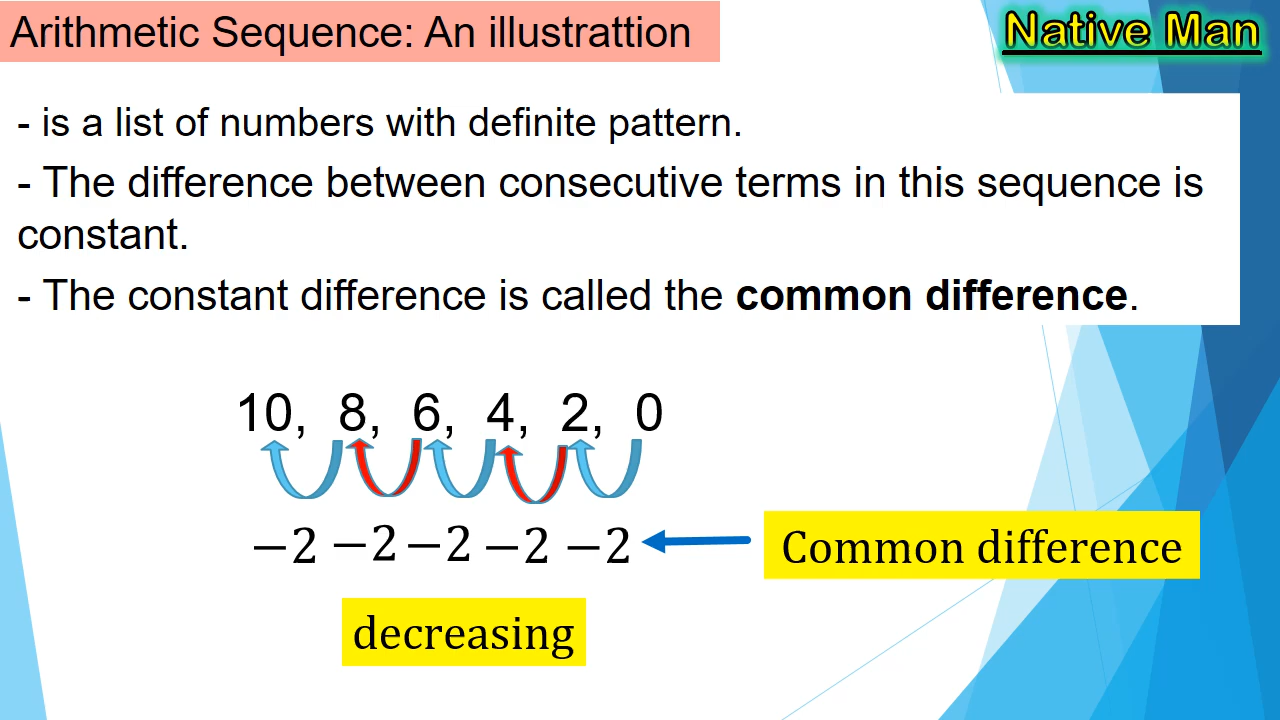 Arithmetic Sequence: An illustrattion
Native Man
- is a list of numbers with definite pattern.
- The difference between consecutive terms in this sequence is
constant.
- The constant difference is called the common difference.
10, 8, 6, 4, 2, 0
−2 −2 −2 −2 −2
Common difference
decreasing